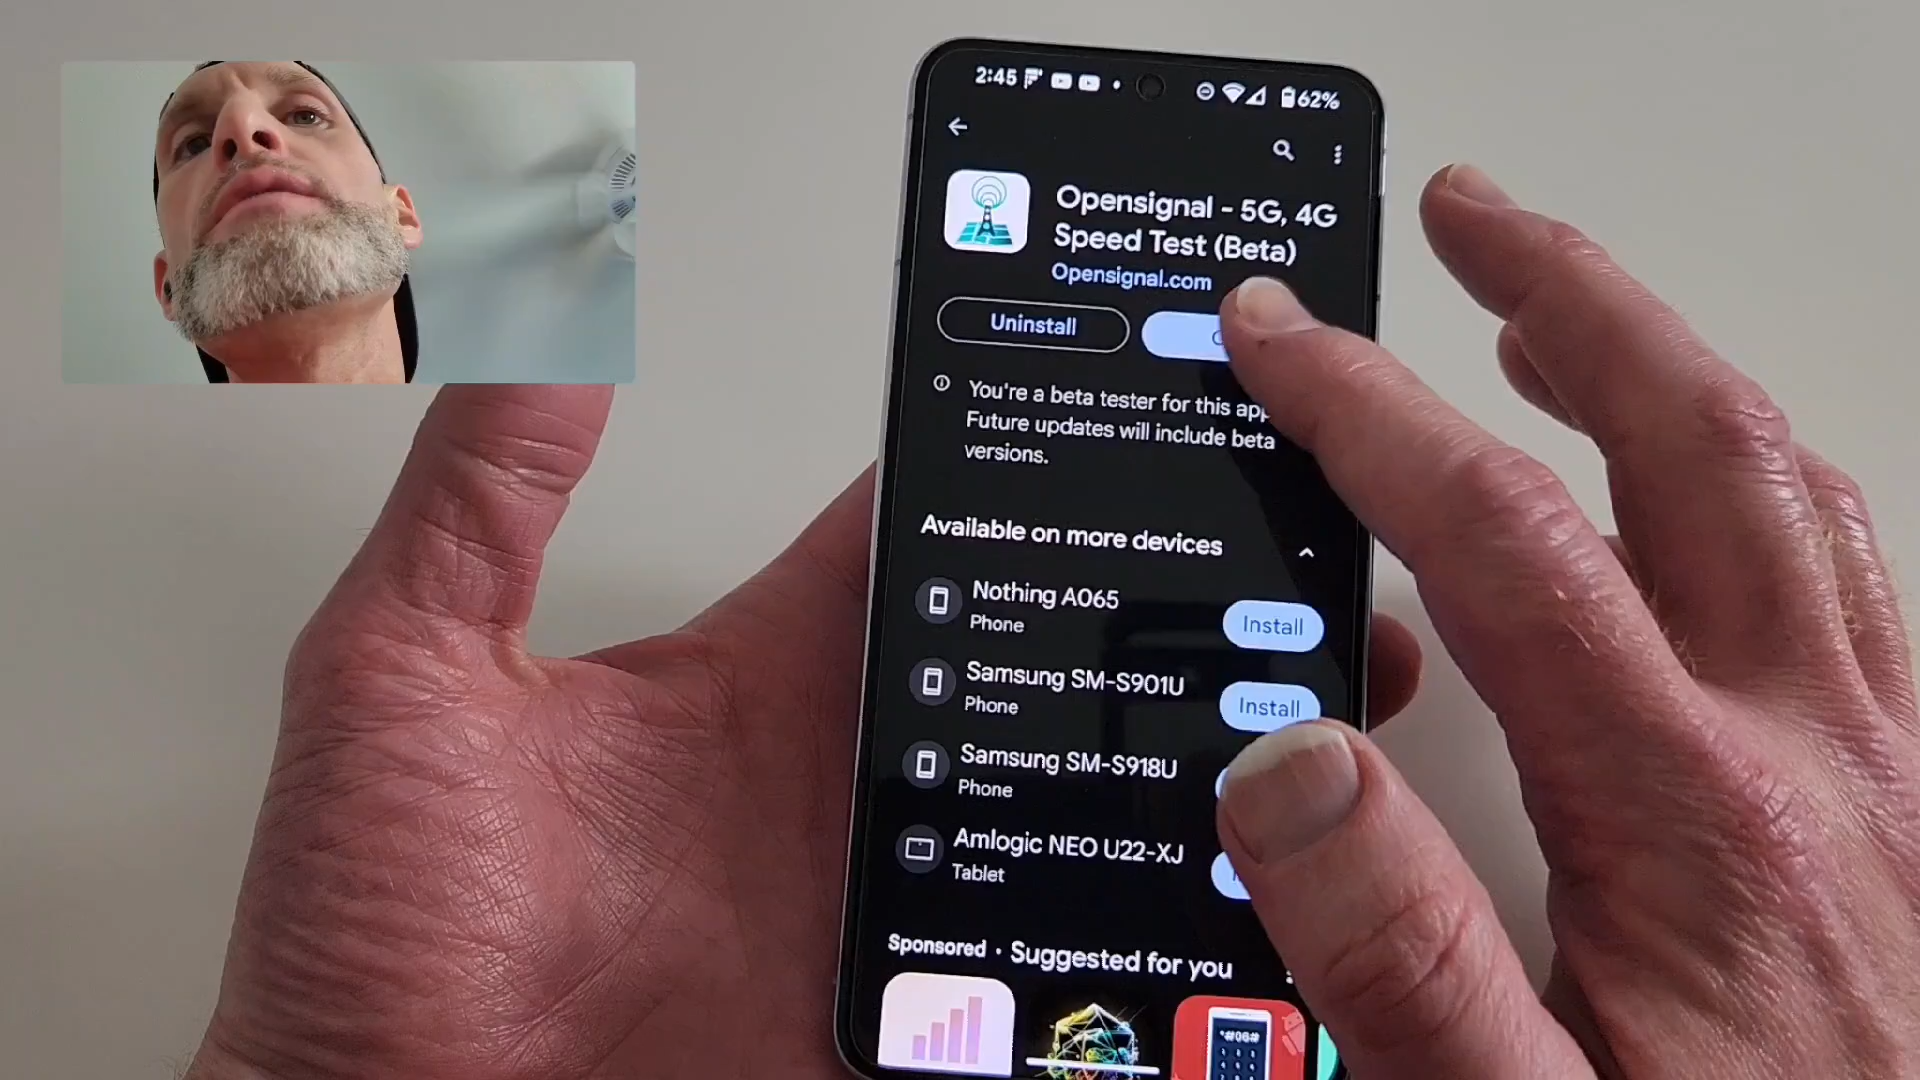 2:45
62%
Opensignal - 5G, 4G
Speed Test (Beta)
Opensignal.com
Uninstall
You're a beta tester for this app
Future updates will include beta
versions.
Available on more devices
Nothing A065
Phone
Install
Samsung SM-S901U
Phone
Install
Samsung SM-S918U
Phone
Amlogic NEO U22-XJ
Tablet
Sponsored · Suggested for you
*#06#